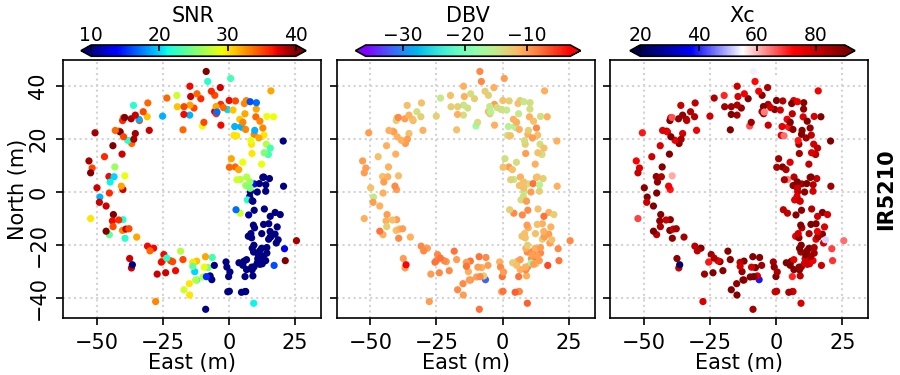 SNR DBV Xc
10 20 30 40 −30 −20 −10 20 40 60 80
40
20
0
−20
−40
North (m)
IR5210
−50 −25 0 25 −50 −25 0 25 −50 −25 0 25
East (m) East (m) East (m)